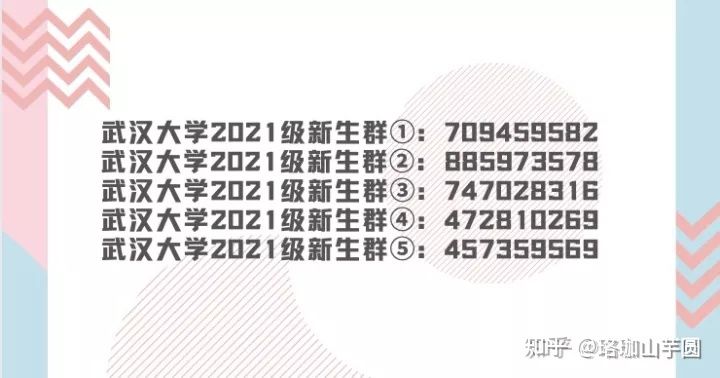 武汉大学2021级新生群①：709459582
武汉大学2021级新生群②：885973578
武汉大学2021级新生群③：747028316
武汉大学2021级新生群④：472810269
武汉大学2021级新生群⑤：457359569
知乎 @珞珈山芋圆